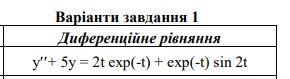 Варіанти завдання 1
Диференційне рівняння
y′′+ 5y = 2t exp(-t) + exp(-t) sin 2t